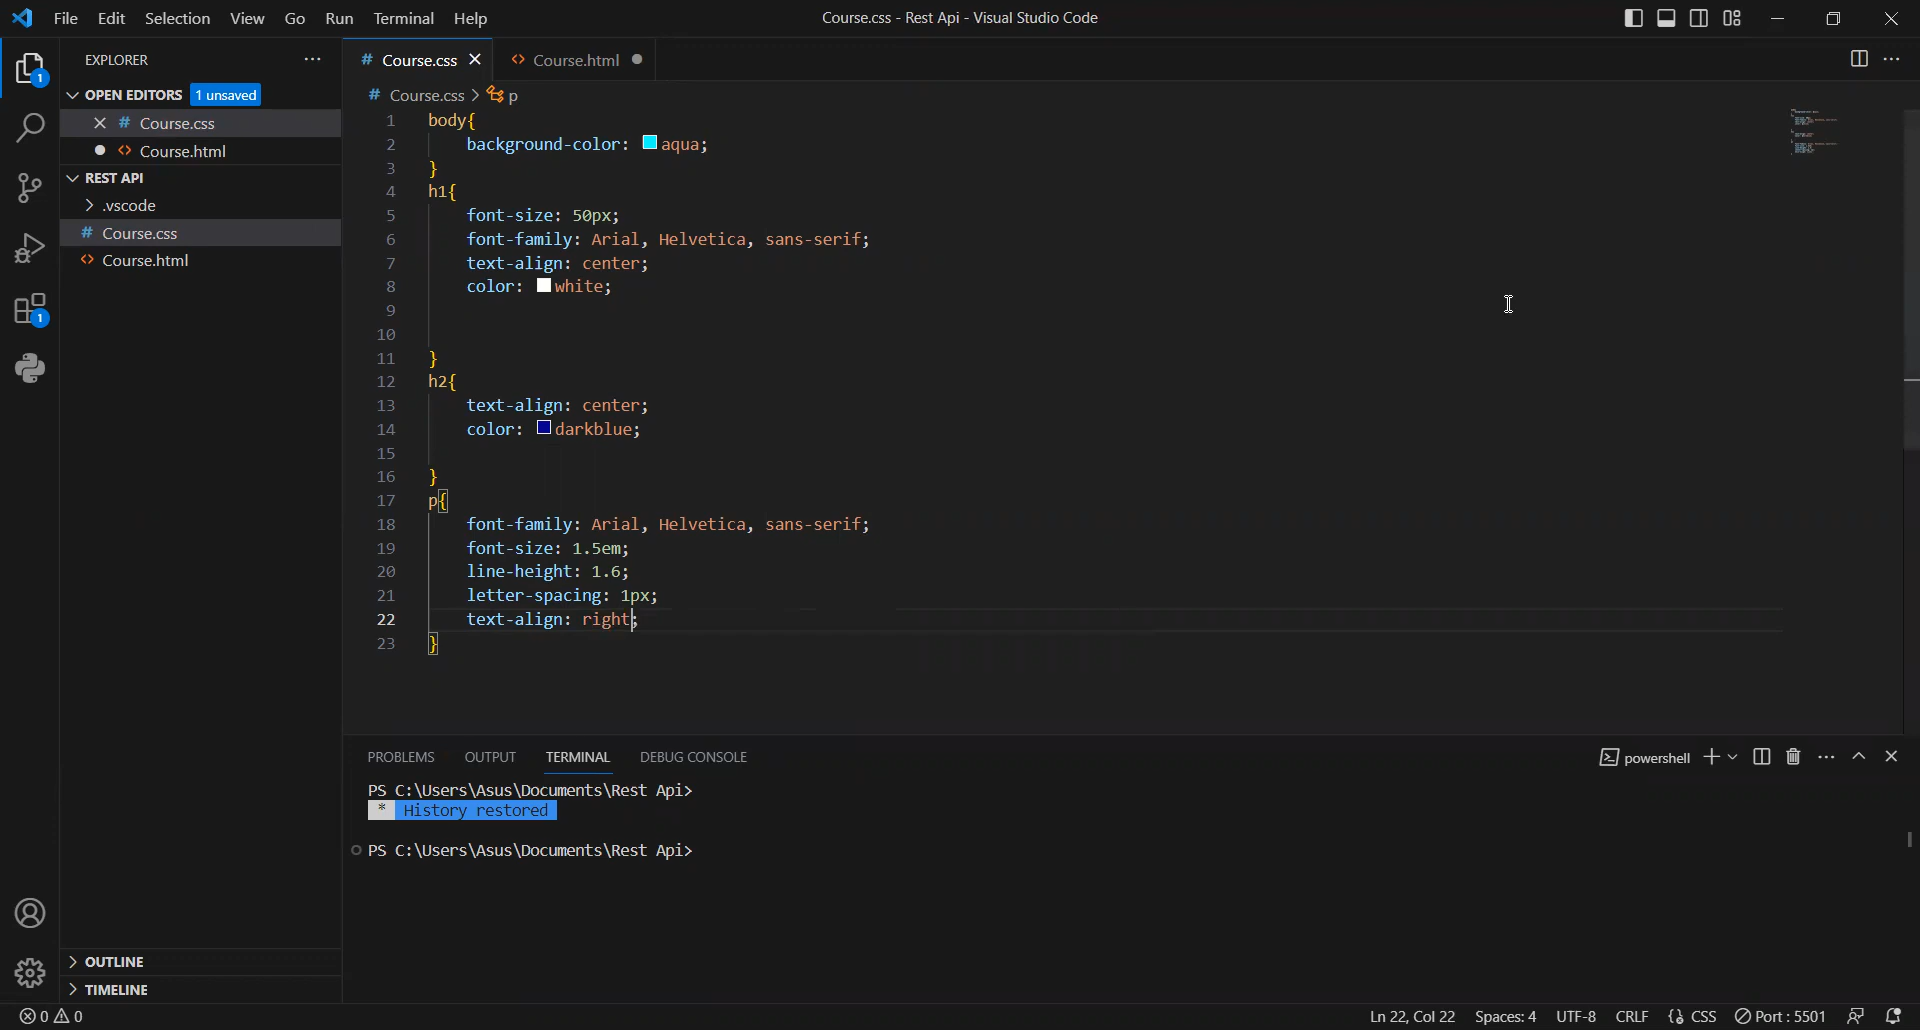 File Edit Selection View Go Run Terminal Help
Course.css - Rest Api - Visual Studio Code
EXPLORER
OPEN EDITORS 1 unsaved
# Course.css
<> Course.html
REST API
.vscode
# Course.css
<> Course.html
OUTLINE
TIMELINE
1
1
# Course.css <> Course.html
# Course.css > p
1 body{
2 background-color: aqua;
3 }
4 h1{
5 font-size: 50px;
6 font-family: Arial, Helvetica, sans-serif;
7 text-align: center;
8 color: white;
9
10
11 }
12 h2{
13 text-align: center;
14 color: darkblue;
15
16 }
17 p{
18 font-family: Arial, Helvetica, sans-serif;
19 font-size: 1.5em;
20 line-height: 1.6;
21 letter-spacing: 1px;
22 text-align: right;
23 }
PROBLEMS OUTPUT TERMINAL DEBUG CONSOLE
powershell
PS C:\Users\Asus\Documents\Rest Api>
* History restored
PS C:\Users\Asus\Documents\Rest Api>
0 0
Ln 22, Col 22 Spaces: 4 UTF-8 CRLF {} CSS Port : 5501